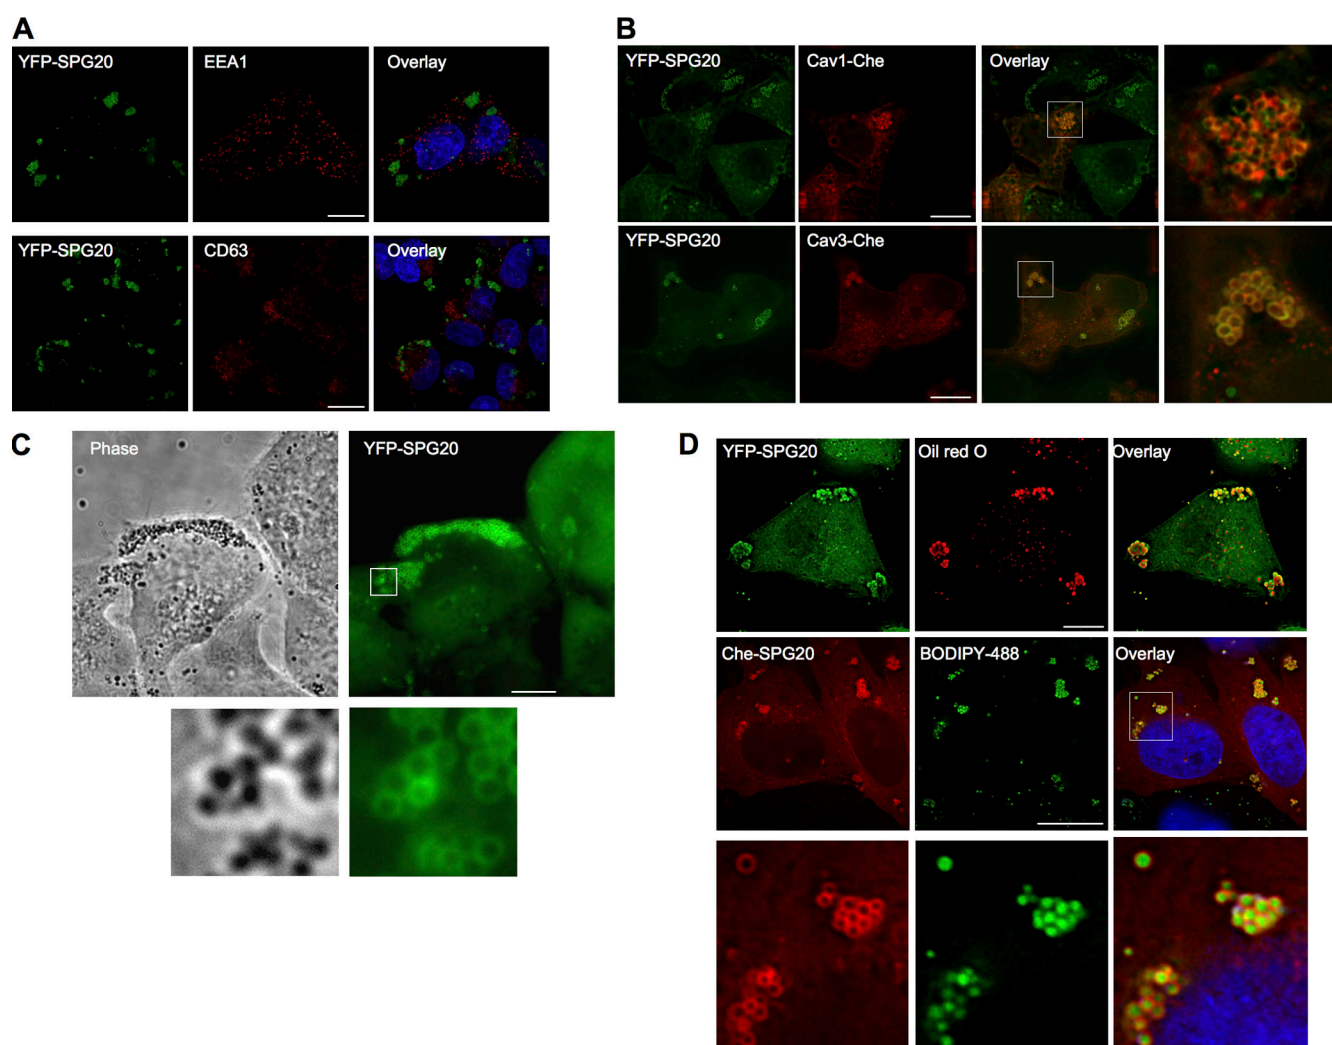 A
YFP-SPG20 EEA1 Overlay
YFP-SPG20 CD63 Overlay
B
YFP-SPG20 Cav1-Che Overlay
YFP-SPG20 Cav3-Che Overlay
C
Phase YFP-SPG20
D
YFP-SPG20 Oil red O Overlay
Che-SPG20 BODIPY-488 Overlay